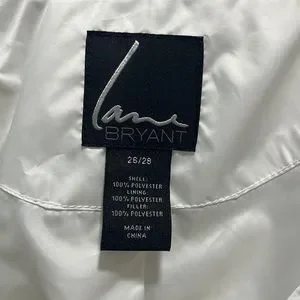 Lane
BRYANT
26/28
SHELL:
100% POLYESTER
LINING:
100% POLYESTER
FILLER:
100% POLYESTER
MADE IN
CHINA